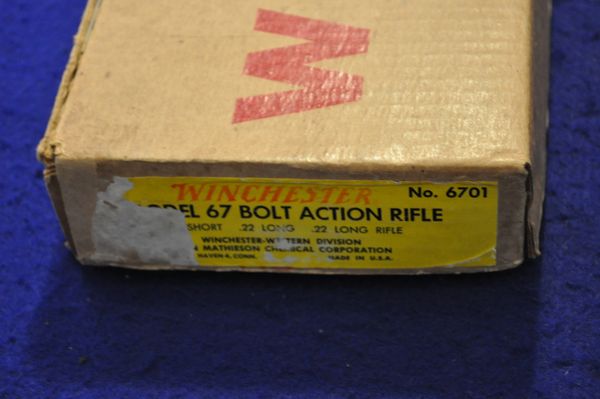 W
WINCHESTER No. 6701
MODEL 67 BOLT ACTION RIFLE
SHORT .22 LONG .22 LONG RIFLE
WINCHESTER-WESTERN DIVISION
MATHIESON CHEMICAL CORPORATION
HAVEN 4, CONN. MADE IN U.S.A.